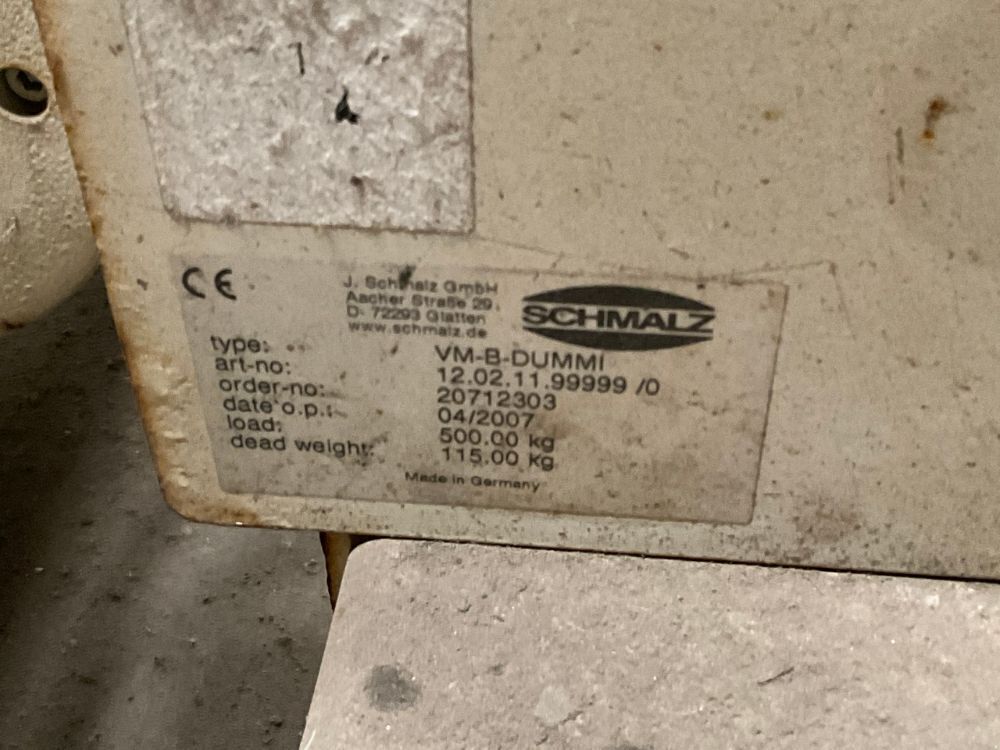 CE
J. Schmalz GmbH
Aacher Straße 29
D- 72293 Glatten
www.schmalz.de
SCHMALZ
type: VM-B-DUMMI
art-no: 12.02.11.99999 /0
order-no: 20712303
date o.p.: 04/2007
load: 500.00 kg
dead weight: 115.00 kg
Made in Germany